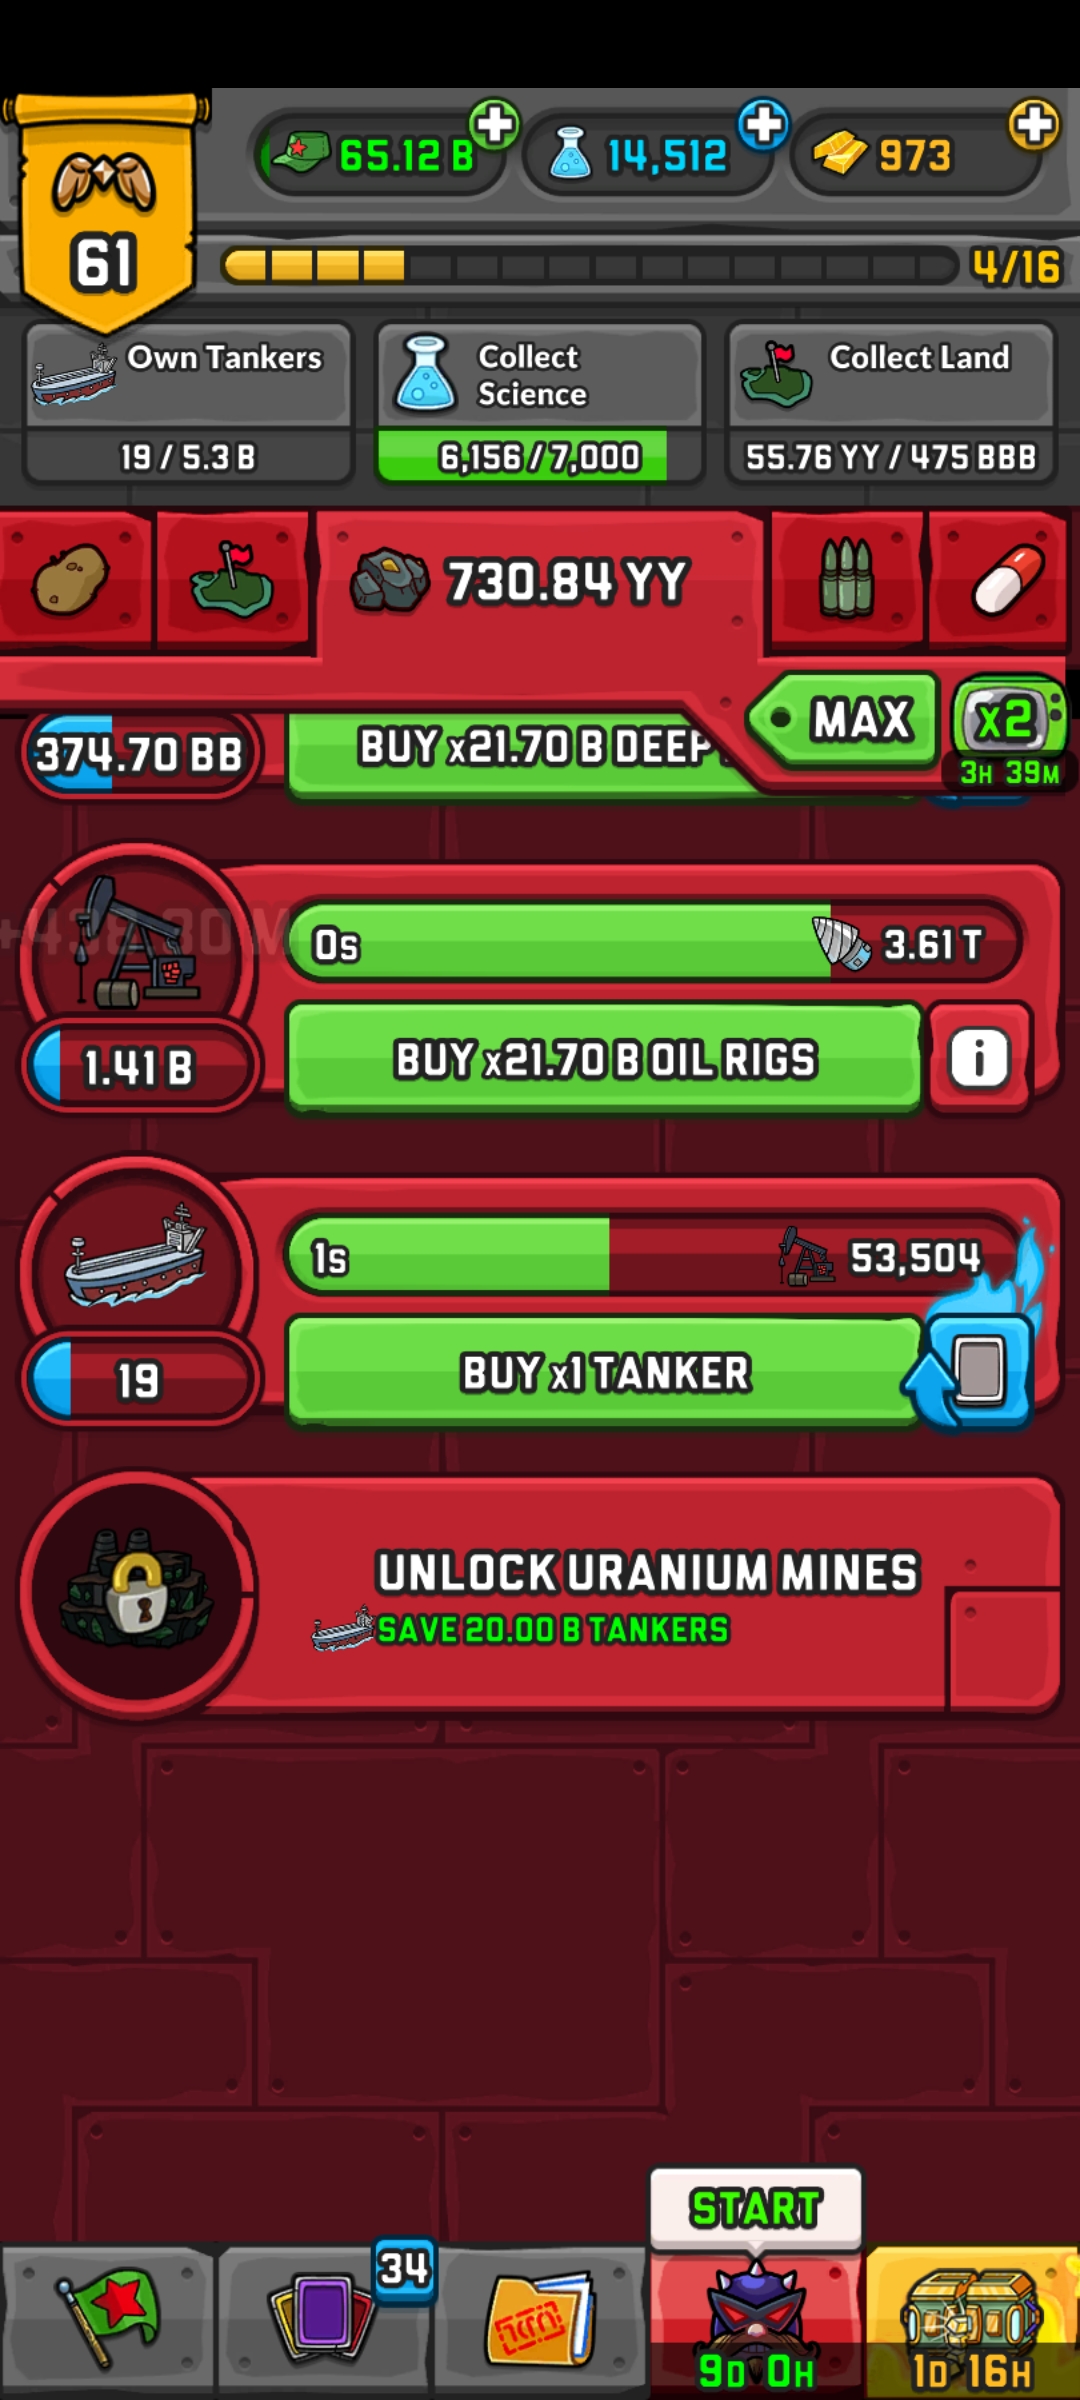 65.12 B
14,512
973
61
4/16
Own Tankers
19 / 5.3 B
Collect
Science
6,156 / 7,000
Collect Land
55.76 YY / 475 BBB
730.84 YY
MAX
x2
3H 39M
374.70 BB
BUY x21.70 B DEEP
+438.30 M
0s
3.61 T
1.41 B
BUY x21.70 B OIL RIGS
i
1s
53,504
19
BUY x1 TANKER
UNLOCK URANIUM MINES
SAVE 20.00 B TANKERS
START
34
9D 0H
1D 16H